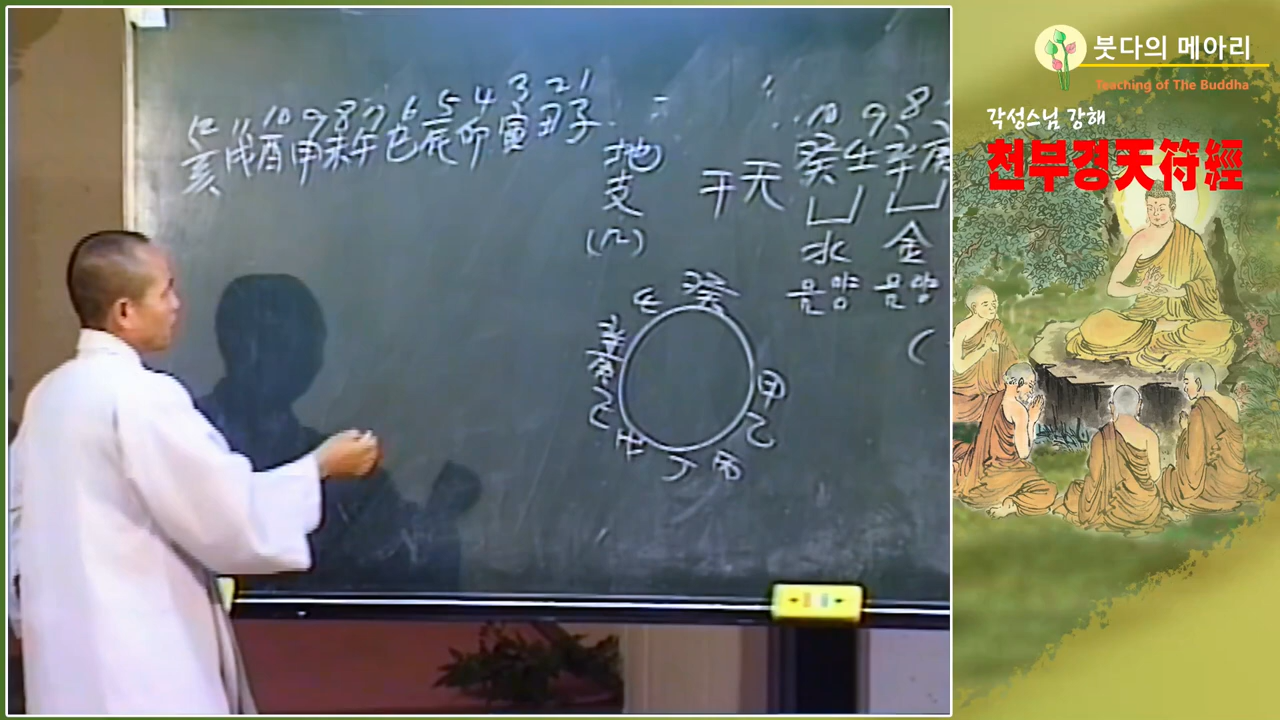 붓다의 메아리
Teaching of The Buddha
각성스님 강해
천부경天符經
12 11 10 9 8 7 6 5 4 3 2 1
亥戌酉申未午巳辰卯寅丑子
地
支
10 9 8
癸壬辛庚
干天
水 金
음양 음양
癸
甲
乙
丙
丁
戊
己
庚
辛
壬